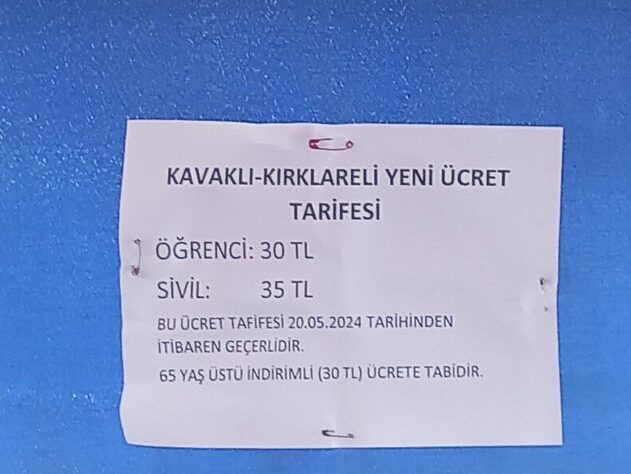 KAVAKLI-KIRKLARELİ YENİ ÜCRET
TARİFESİ
ÖĞRENCİ: 30 TL
SİVİL: 35 TL
BU ÜCRET TAFİFESİ 20.05.2024 TARİHİNDEN
İTİBAREN GEÇERLİDİR.
65 YAŞ ÜSTÜ İNDİRİMLİ (30 TL) ÜCRETE TABİDİR.